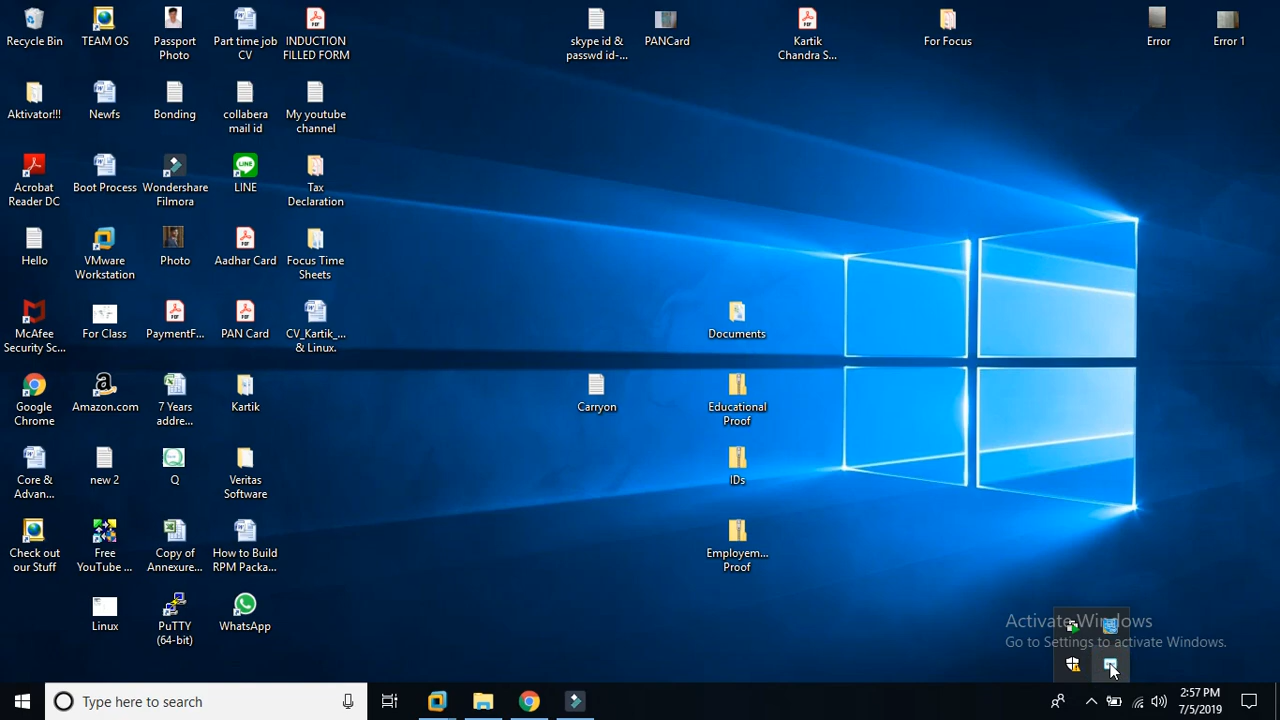 Recycle Bin
TEAM OS
Passport
Photo
Part time job
CV
INDUCTION
FILLED FORM
skype id &
passwd id-...
PANCard
Kartik
Chandra S...
For Focus
Error
Error 1
Aktivator!!!
Newfs
Bonding
collabera
mail id
My youtube
channel
Acrobat
Reader DC
Boot Process
Wondershare
Filmora
LINE
Tax
Declaration
Hello
VMware
Workstation
Photo
Aadhar Card
Focus Time
Sheets
McAfee
Security Sc...
For Class
PaymentF...
PAN Card
CV_Kartik_...
& Linux.
Documents
Google
Chrome
Amazon.com
7 Years
addre...
Kartik
Carryon
Educational
Proof
Core &
Advan...
new 2
Q
Veritas
Software
IDs
Check out
our Stuff
Free
YouTube ...
Copy of
Annexure...
How to Build
RPM Packa...
Employem...
Proof
Linux
PuTTY
(64-bit)
WhatsApp
Activate Windows
Go to Settings to activate Windows.
Type here to search
2:57 PM
7/5/2019